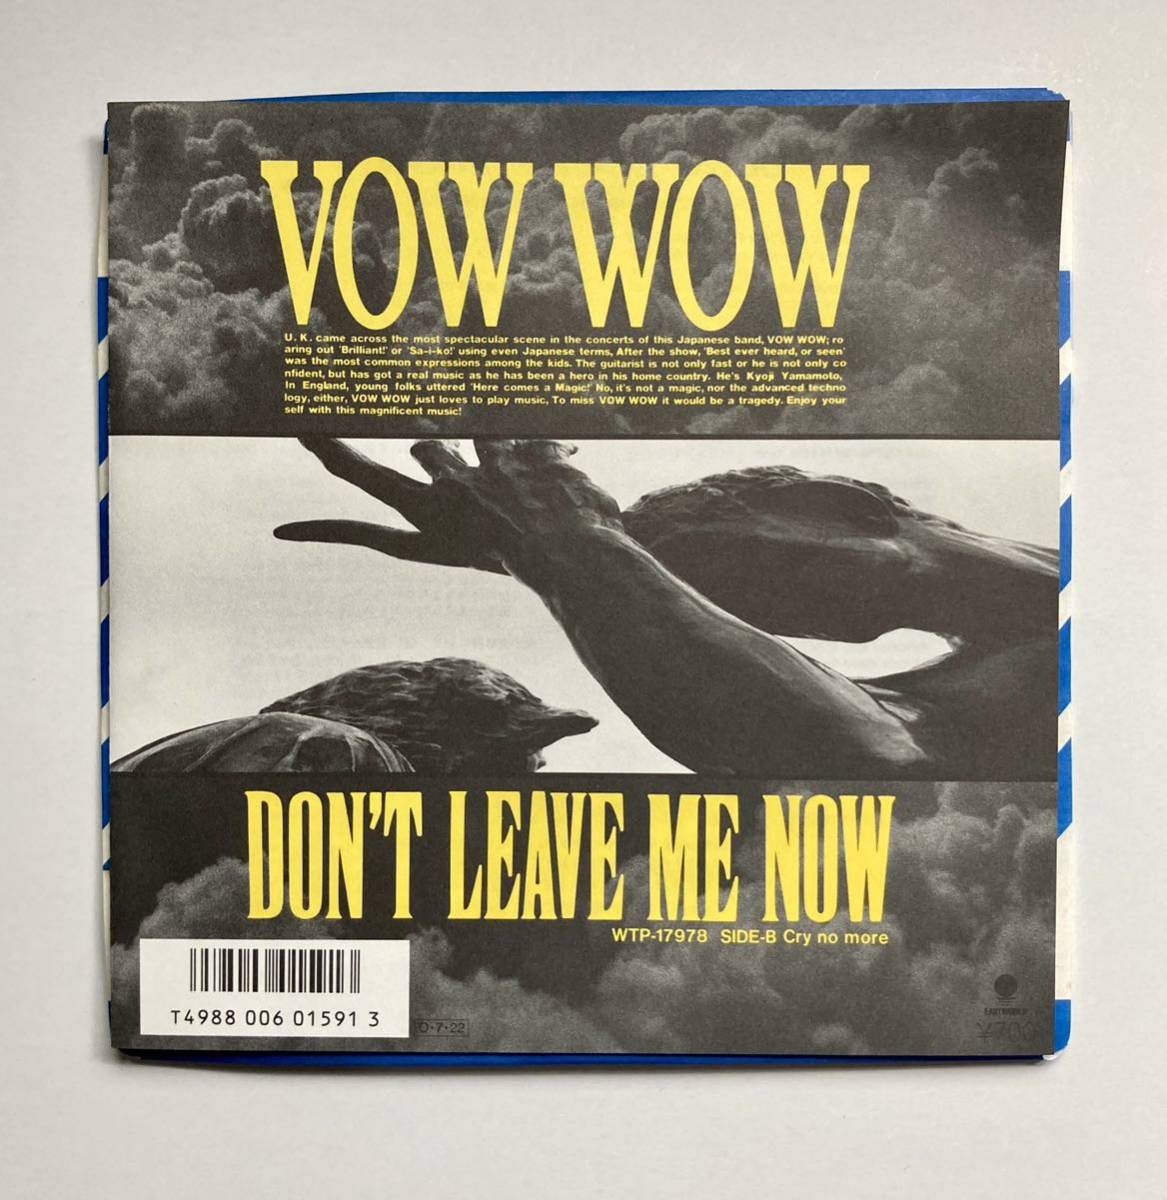 VOW WOW
U. K. came across the most spectacular scene in the concerts of this Japanese band, VOW WOW; ro
aring out 'Brilliant!' or 'Sa-i-ko!' using even Japanese terms, After the show, 'Best ever heard, or seen'
was the most common expressions among the kids. The guitarist is not only fast or he is not only co
nfident, but has got a real music as he has been a hero in his home country. He's Kyoji Yamamoto,
In England, young folks uttered 'Here comes a Magic!' No, it's not a magic, nor the advanced techno
logy, either, VOW WOW just loves to play music, To miss VOW WOW it would be a tragedy. Enjoy your
self with this magnificent music!
DON'T LEAVE ME NOW
WTP-17978 SIDE-B Cry no more
T4988 006 01591 3
O・7・22
EASTWORLD
¥700